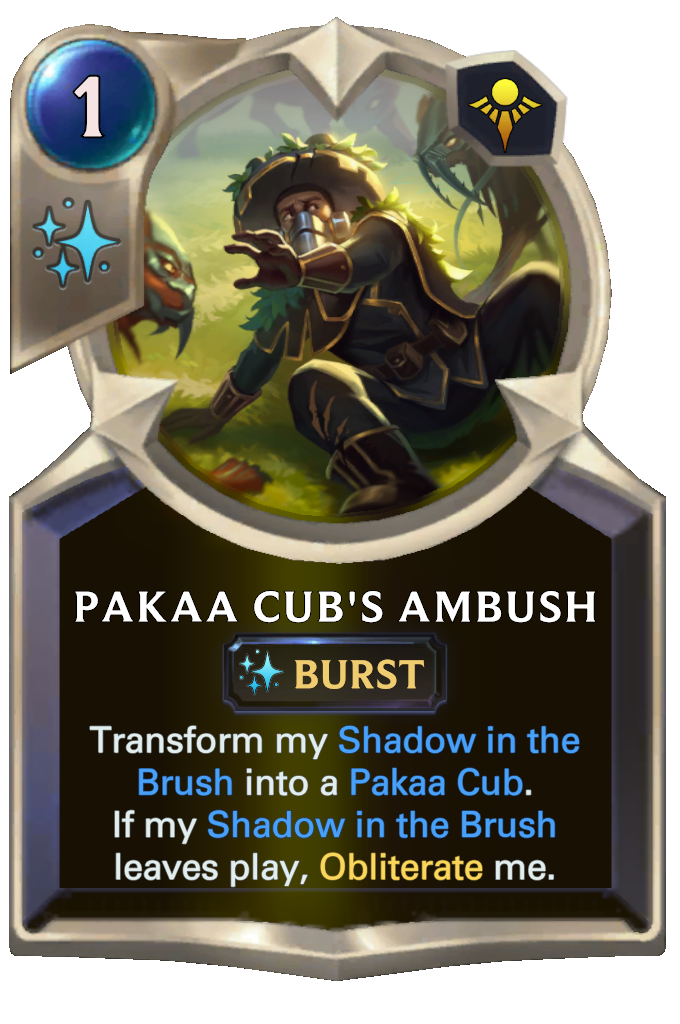 1
PAKAA CUB'S AMBUSH
BURST
Transform my Shadow in the
Brush into a Pakaa Cub.
If my Shadow in the Brush
leaves play, Obliterate me.